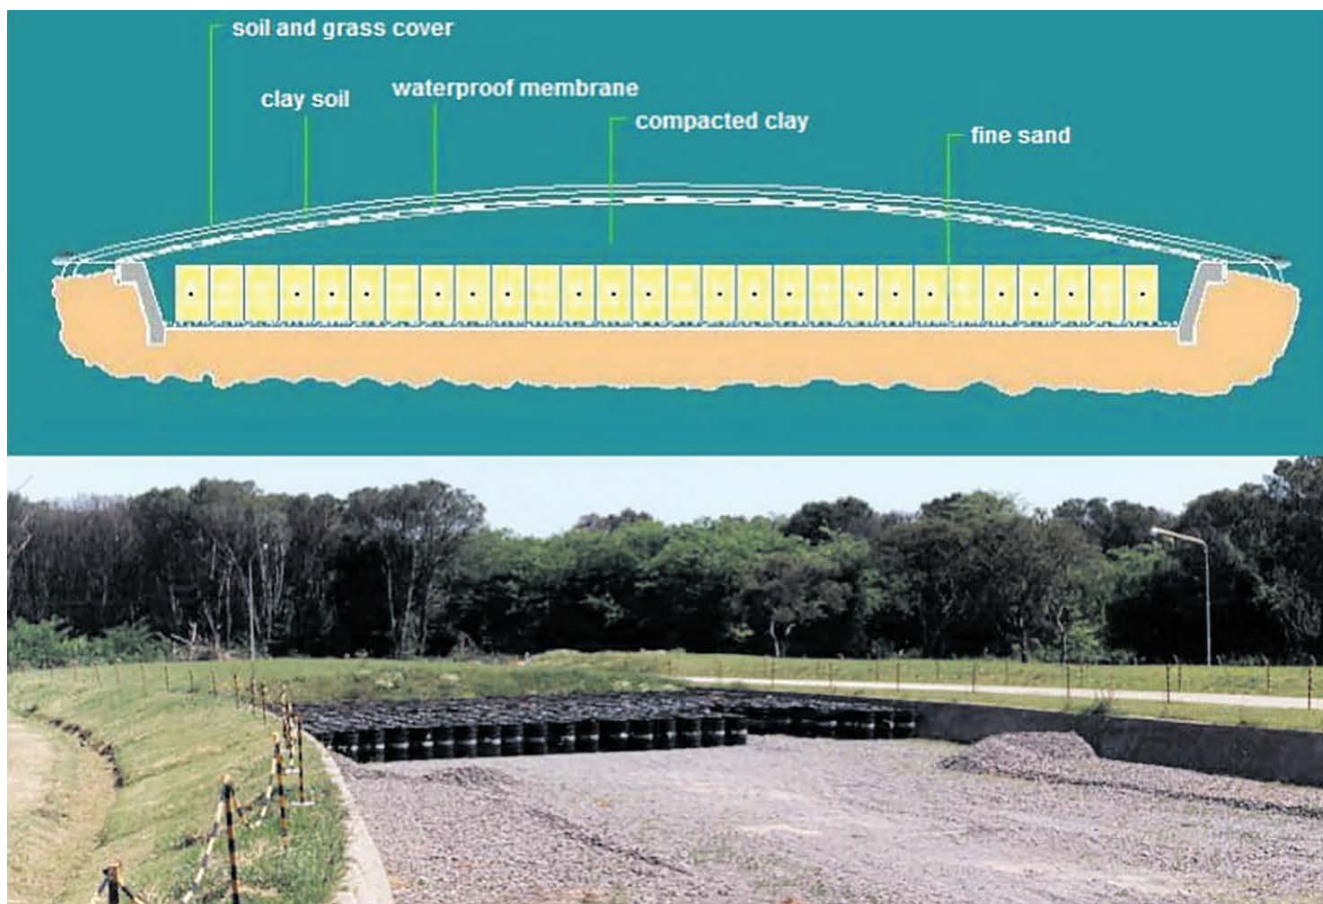 soil and grass cover
clay soil
waterproof membrane
compacted clay
fine sand